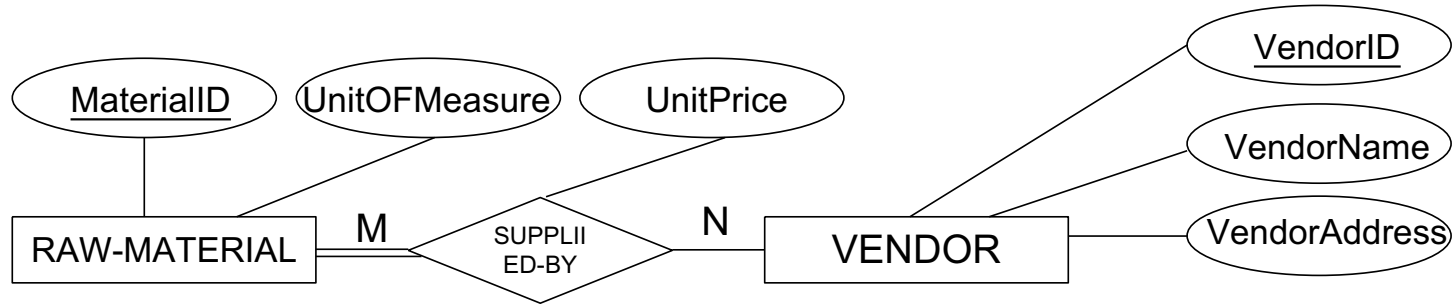 VendorID
MaterialID
UnitOFMeasure
UnitPrice
VendorName
RAW-MATERIAL
M
SUPPLII
ED-BY
N
VENDOR
VendorAddress